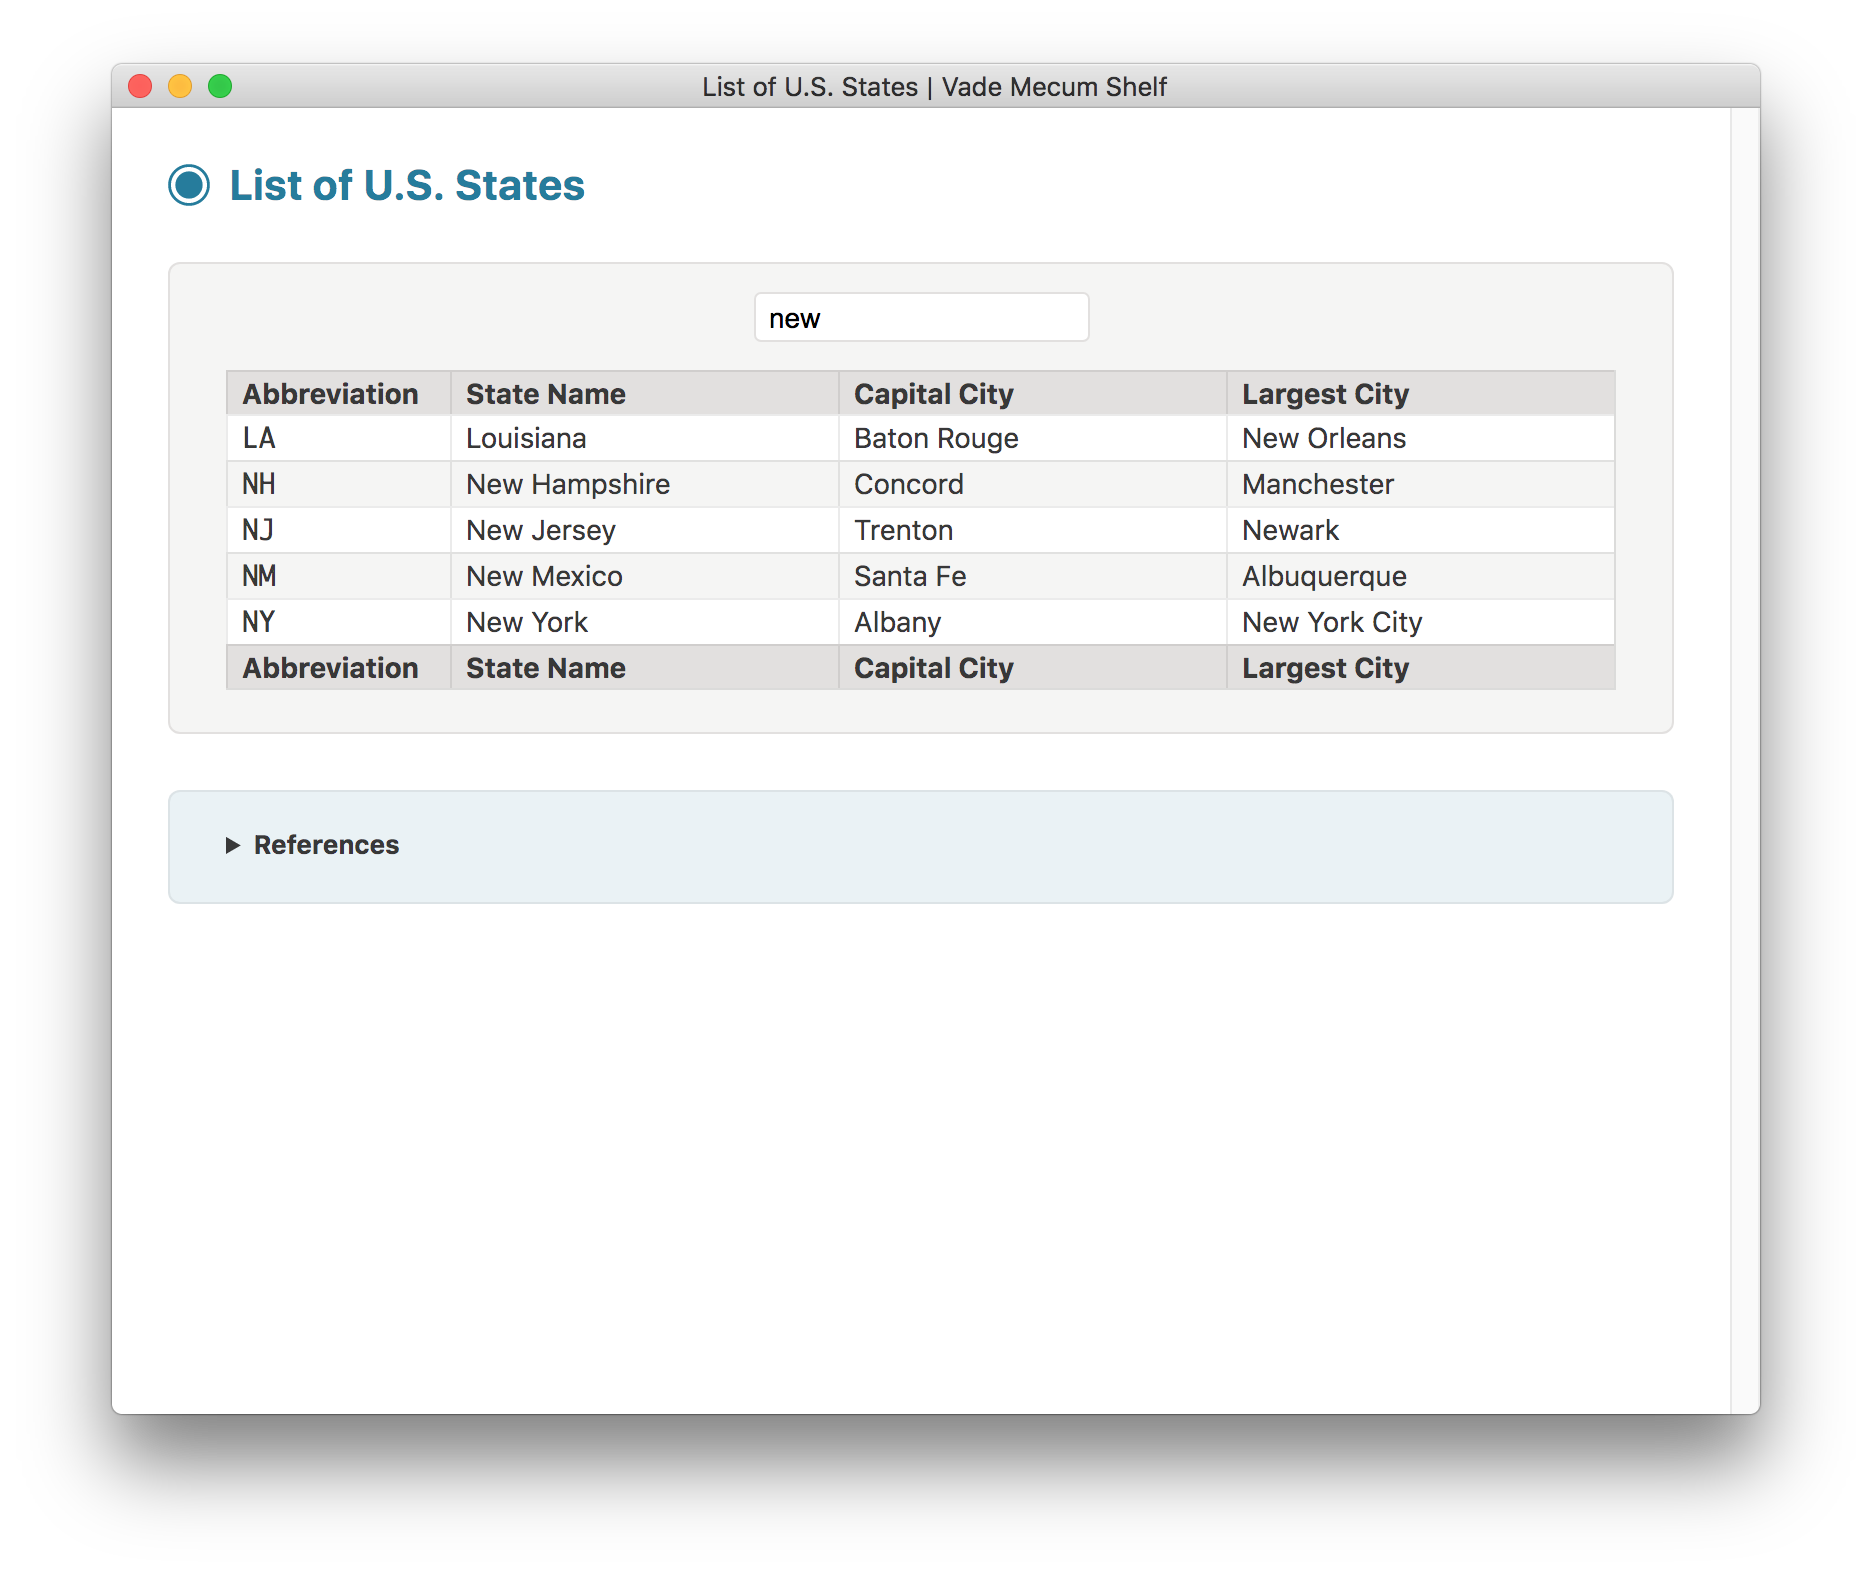 List of U.S. States | Vade Mecum Shelf
List of U.S. States
new
Abbreviation State Name Capital City Largest City
LA Louisiana Baton Rouge New Orleans
NH New Hampshire Concord Manchester
NJ New Jersey Trenton Newark
NM New Mexico Santa Fe Albuquerque
NY New York Albany New York City
Abbreviation State Name Capital City Largest City
References